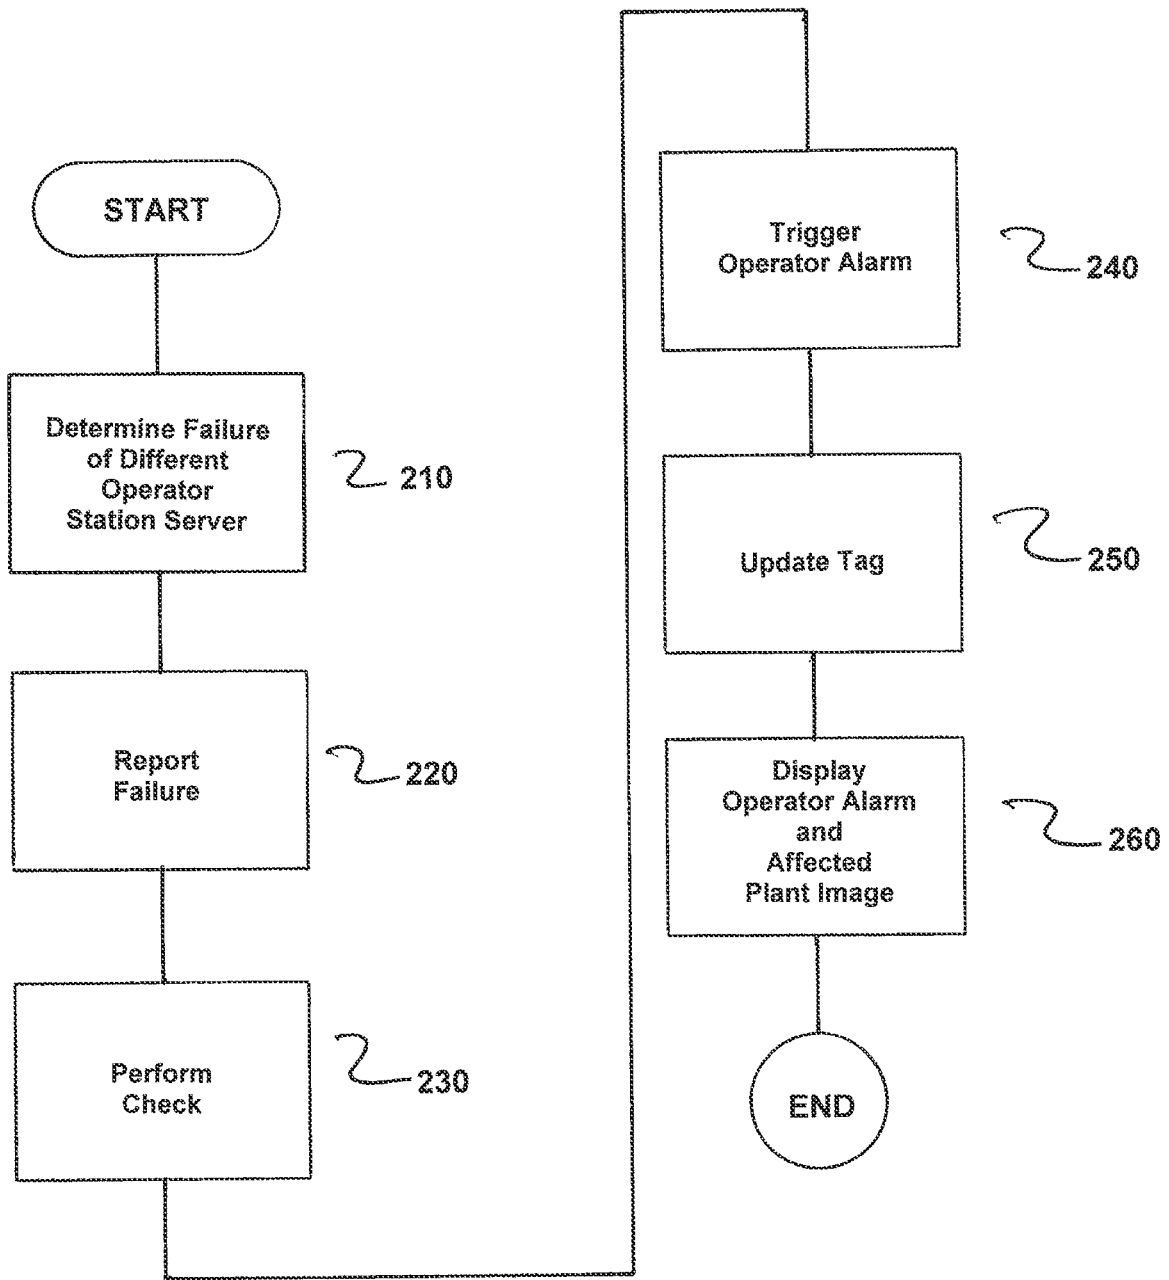 START
Determine Failure
of Different
Operator
Station Server
210
Report
Failure
220
Perform
Check
230
Trigger
Operator Alarm
240
Update Tag
250
Display
Operator Alarm
and
Affected
Plant Image
260
END